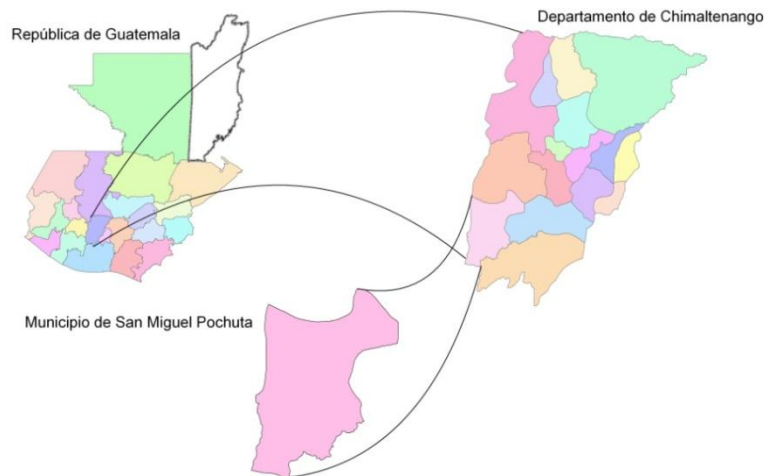 República de Guatemala
Departamento de Chimaltenango
Municipio de San Miguel Pochuta